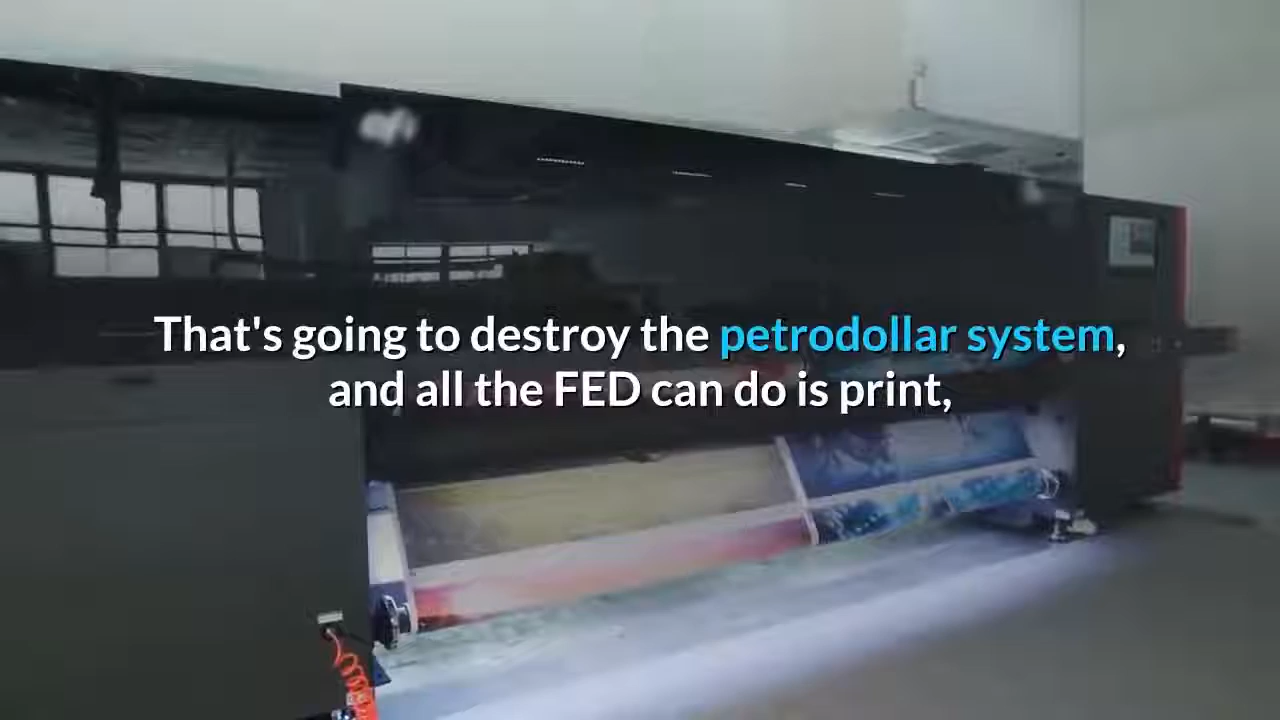 That's going to destroy the petrodollar system,
and all the FED can do is print,